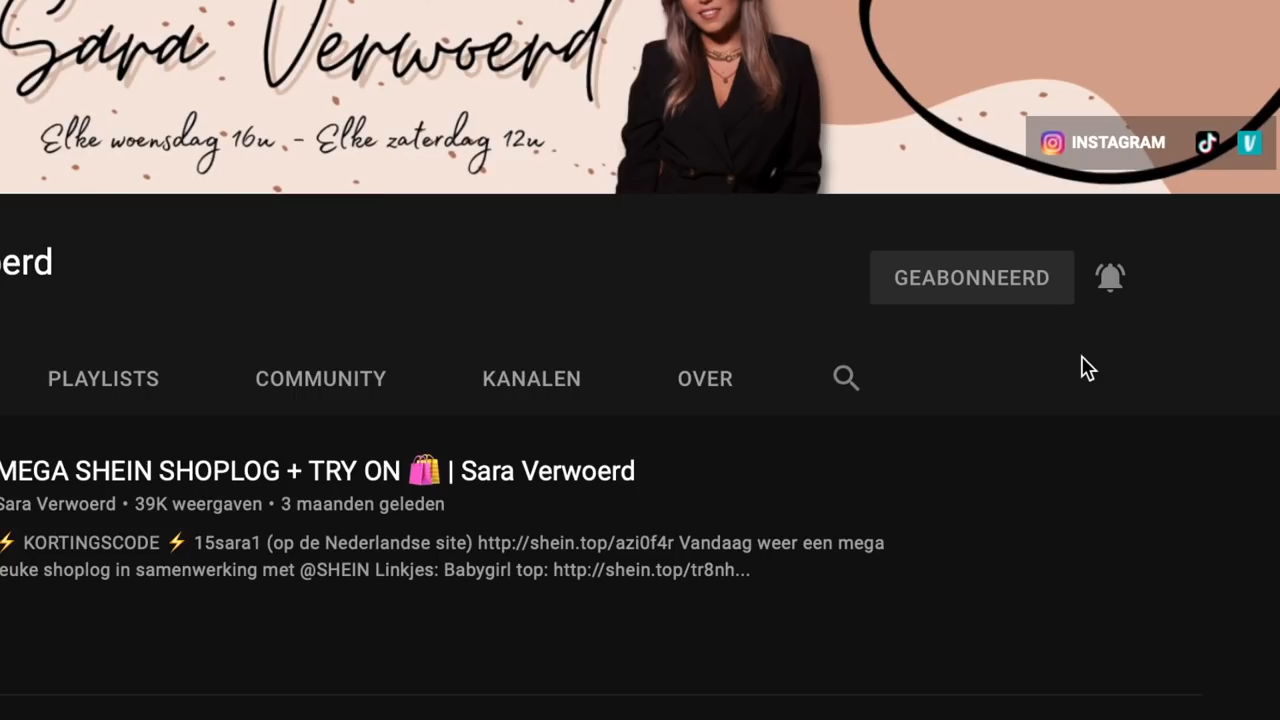 Sara Verwoerd
Elke woensdag 16u - Elke zaterdag 12u
INSTAGRAM
oerd
GEABONNEERD
PLAYLISTS COMMUNITY KANALEN OVER
MEGA SHEIN SHOPLOG + TRY ON 🛍️ | Sara Verwoerd
Sara Verwoerd • 39K weergaven • 3 maanden geleden
⚡ KORTINGSCODE ⚡ 15sara1 (op de Nederlandse site) http://shein.top/azi0f4r Vandaag weer een mega
euke shoplog in samenwerking met @SHEIN Linkjes: Babygirl top: http://shein.top/tr8nh...